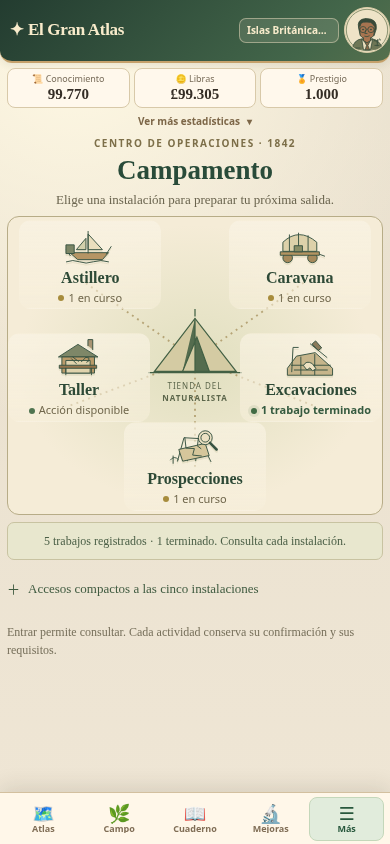 ✦ El Gran Atlas
Islas Británica...
📜 Conocimiento
99.770
🪙 Libras
£99.305
🏅 Prestigio
1.000
Ver más estadísticas ▾
CENTRO DE OPERACIONES · 1842
Campamento
Elige una instalación para preparar tu próxima salida.
Astillero
1 en curso
Caravana
1 en curso
Taller
Acción disponible
TIENDA DEL
NATURALISTA
Excavaciones
1 trabajo terminado
Prospecciones
1 en curso
5 trabajos registrados · 1 terminado. Consulta cada instalación.
+ Accesos compactos a las cinco instalaciones
Entrar permite consultar. Cada actividad conserva su confirmación y sus
requisitos.
Atlas
Campo
Cuaderno
Mejoras
Más